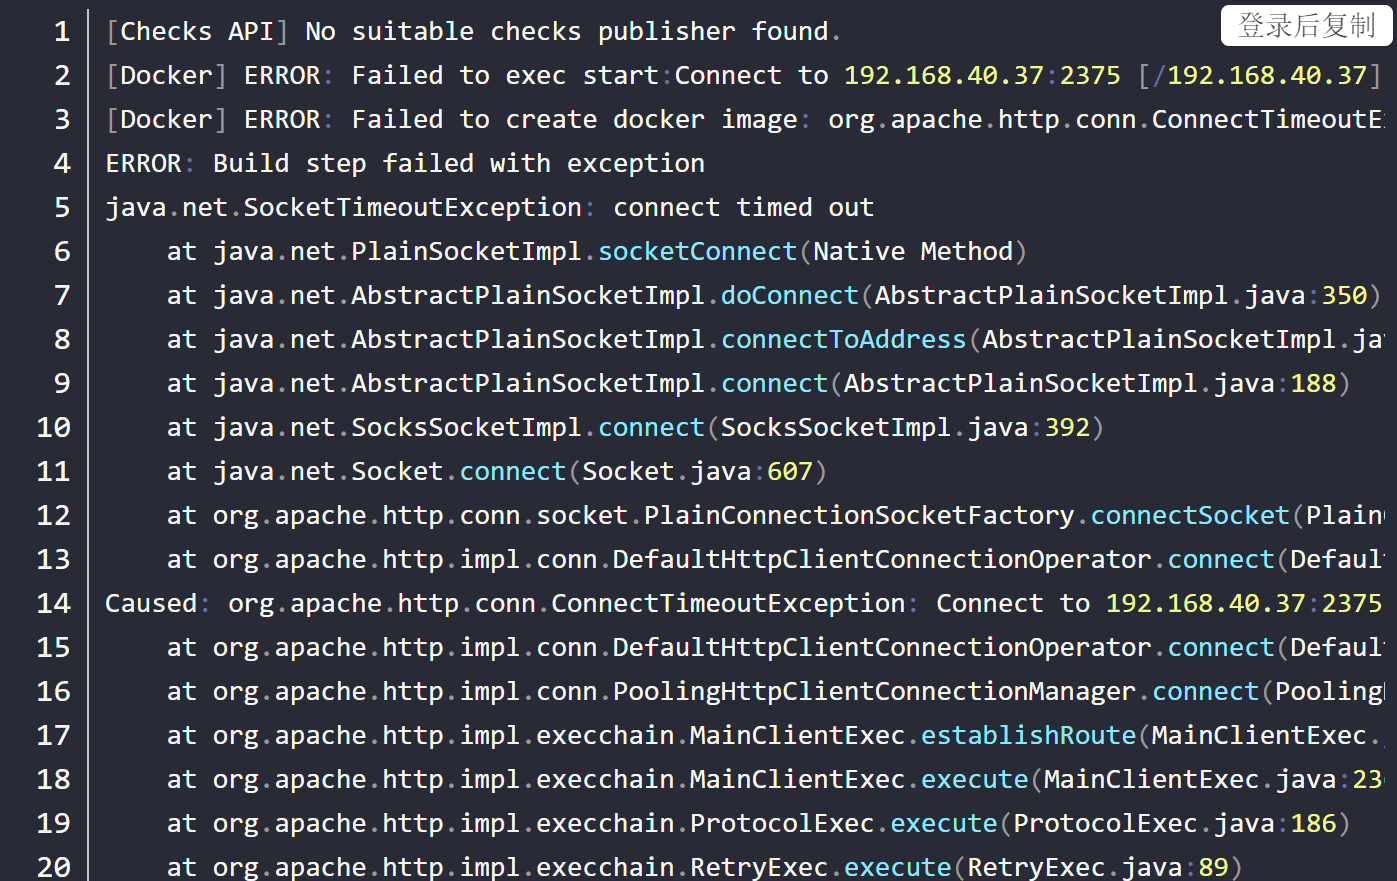 登录后复制
1 [Checks API] No suitable checks publisher found.
2 [Docker] ERROR: Failed to exec start:Connect to 192.168.40.37:2375 [/192.168.40.37]
3 [Docker] ERROR: Failed to create docker image: org.apache.http.conn.ConnectTimeoutE
4 ERROR: Build step failed with exception
5 java.net.SocketTimeoutException: connect timed out
6 at java.net.PlainSocketImpl.socketConnect(Native Method)
7 at java.net.AbstractPlainSocketImpl.doConnect(AbstractPlainSocketImpl.java:350)
8 at java.net.AbstractPlainSocketImpl.connectToAddress(AbstractPlainSocketImpl.ja
9 at java.net.AbstractPlainSocketImpl.connect(AbstractPlainSocketImpl.java:188)
10 at java.net.SocksSocketImpl.connect(SocksSocketImpl.java:392)
11 at java.net.Socket.connect(Socket.java:607)
12 at org.apache.http.conn.socket.PlainConnectionSocketFactory.connectSocket(Plain
13 at org.apache.http.impl.conn.DefaultHttpClientConnectionOperator.connect(Defaul
14 Caused: org.apache.http.conn.ConnectTimeoutException: Connect to 192.168.40.37:2375
15 at org.apache.http.impl.conn.DefaultHttpClientConnectionOperator.connect(Defaul
16 at org.apache.http.impl.conn.PoolingHttpClientConnectionManager.connect(Pooling
17 at org.apache.http.impl.execchain.MainClientExec.establishRoute(MainClientExec.
18 at org.apache.http.impl.execchain.MainClientExec.execute(MainClientExec.java:23
19 at org.apache.http.impl.execchain.ProtocolExec.execute(ProtocolExec.java:186)
20 at org.apache.http.impl.execchain.RetryExec.execute(RetryExec.java:89)